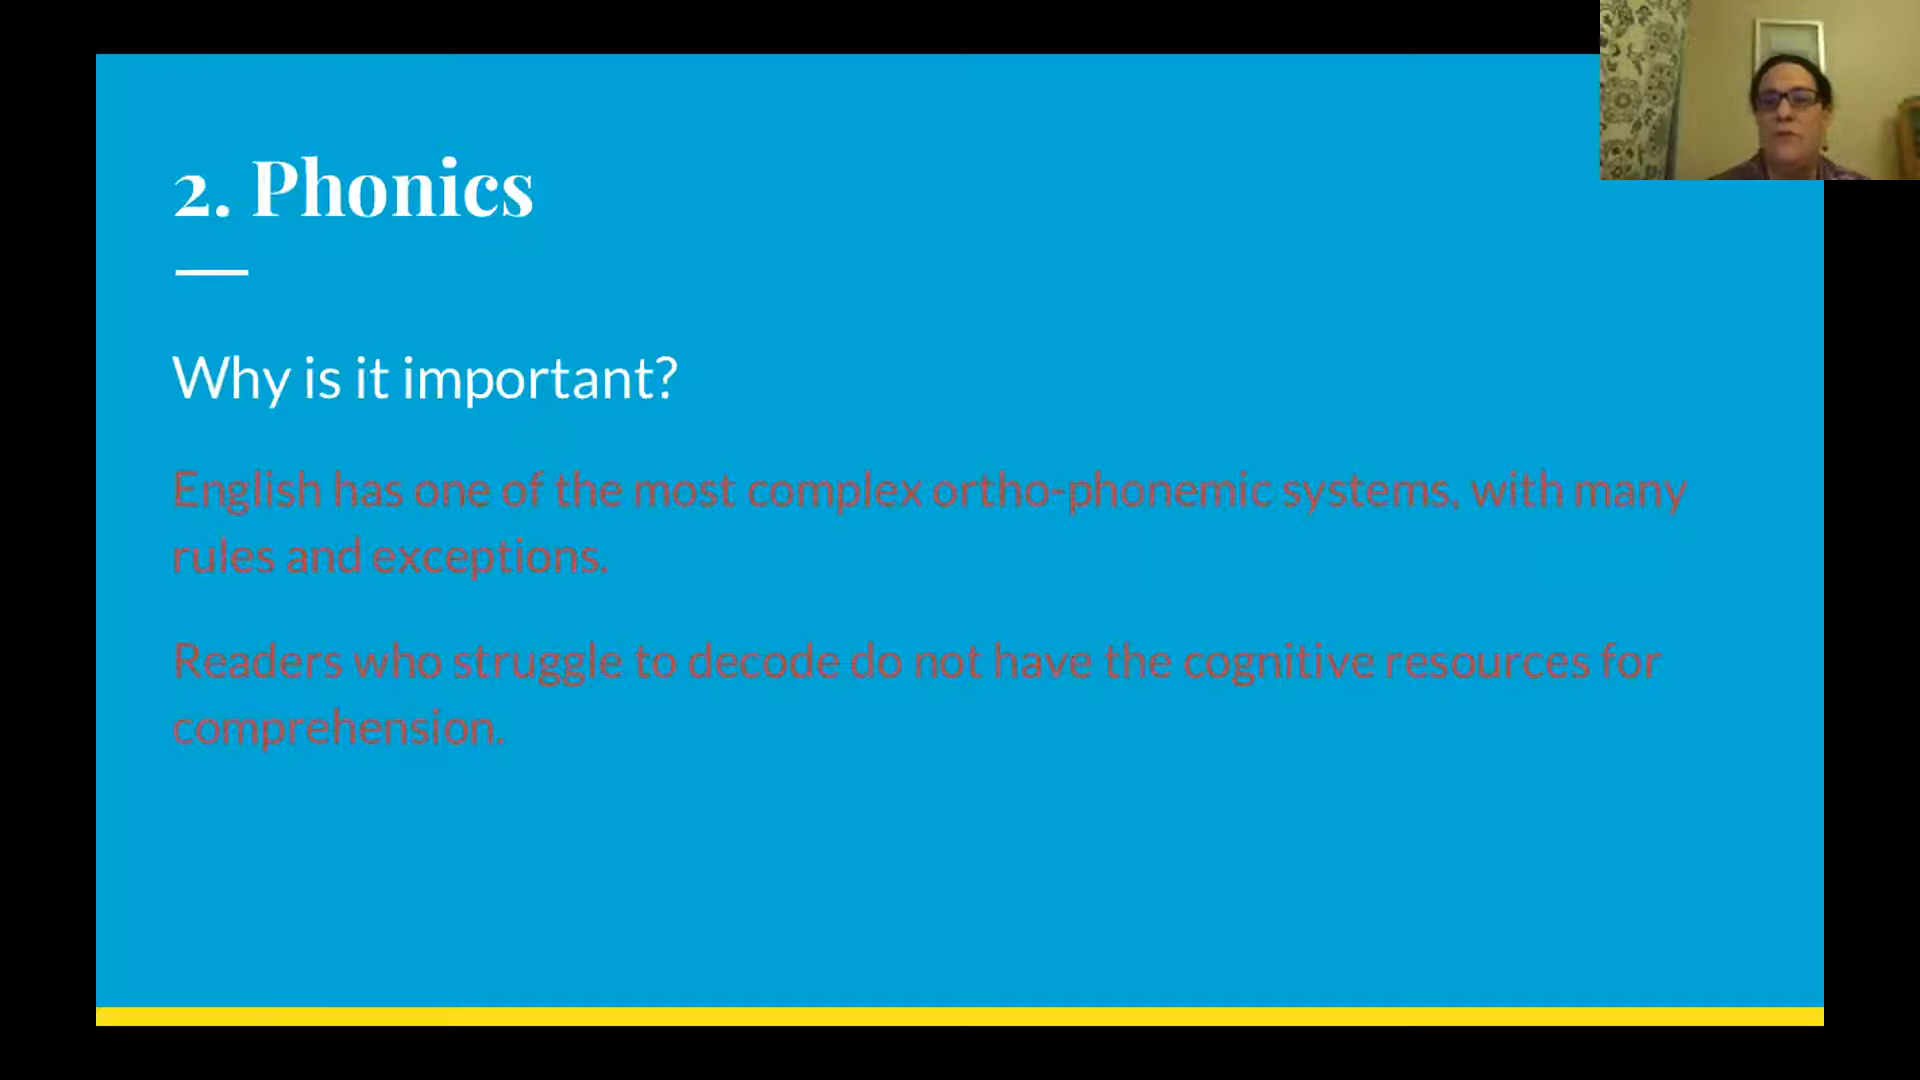 2. Phonics
Why is it important?
English has one of the most complex ortho-phonemic systems, with many
rules and exceptions.
Readers who struggle to decode do not have the cognitive resources for
comprehension.